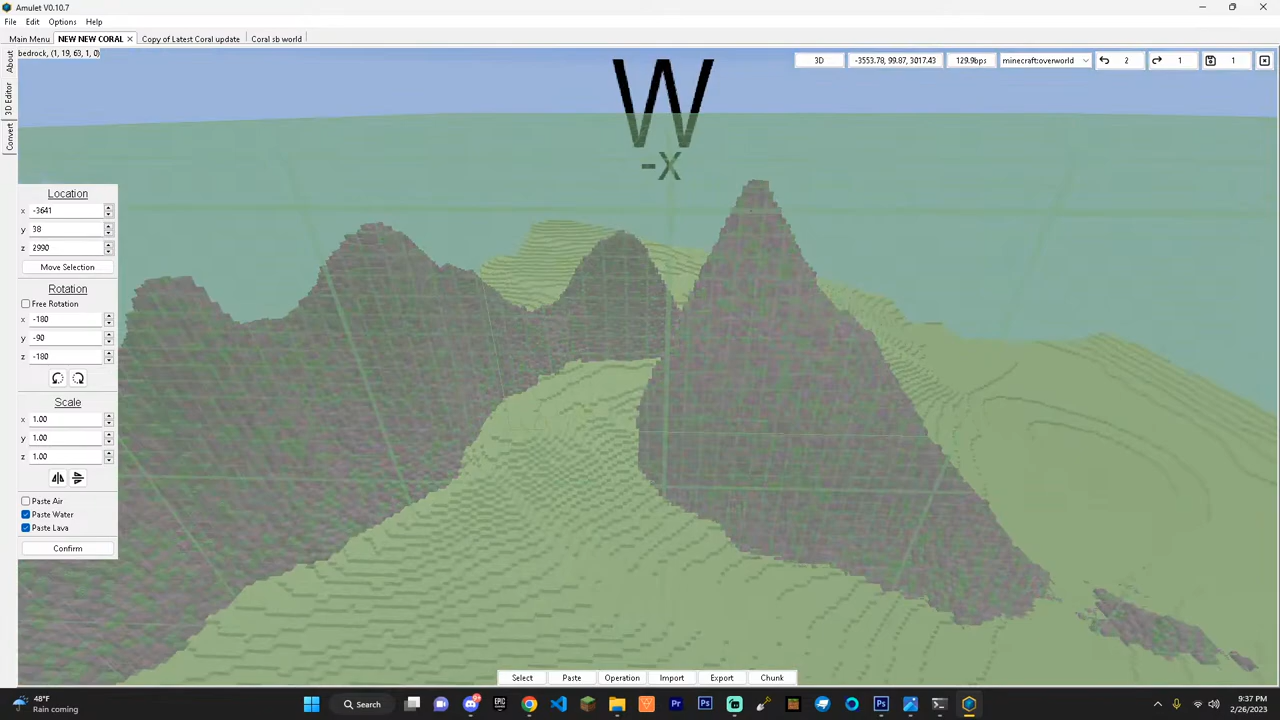 Amulet V0.10.7
File Edit Options Help
Main Menu NEW NEW CORAL Copy of Latest Coral update Coral sb world
bedrock, (1, 19, 63, 1, 0)
3D -3553.78, 99.87, 3017.43 129.9bps minecraft:overworld 2 1 1
About
3D Editor
Convert
W
-X
Location
x -3641
y 38
z 2990
Move Selection
Rotation
Free Rotation
x -180
y -90
z -180
Scale
x 1.00
y 1.00
z 1.00
Paste Air
Paste Water
Paste Lava
Confirm
Select Paste Operation Import Export Chunk
48°F
Rain coming
Search
EPIC
Pr
Ps
Ps
9:37 PM
2/26/2023